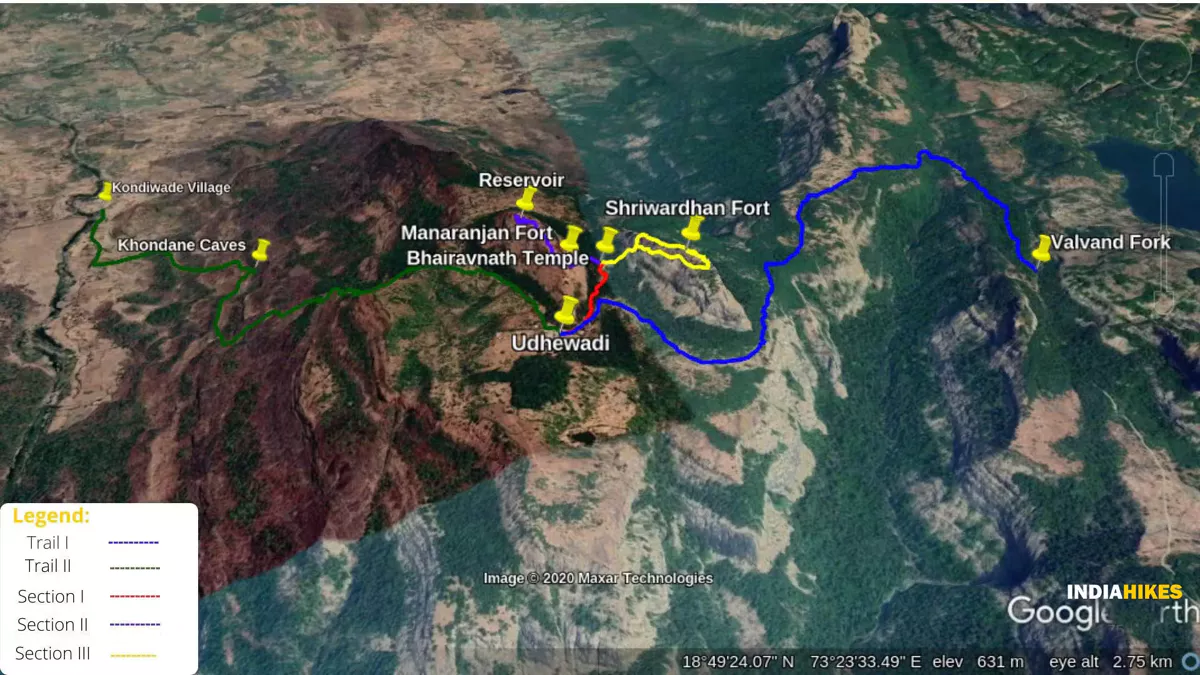 Kondiwade Village
Reservoir
Shriwardhan Fort
Manaranjan Fort
Khondane Caves
Valvand Fork
Bhairavnath Temple
Udhewadi
Legend:
Trail I
Trail II
Section I
Section II
Section III
Image © 2020 Maxar Technologies
INDIAHIKES
18°49'24.07" N 73°23'33.49" E elev 631 m eye alt 2.75 km